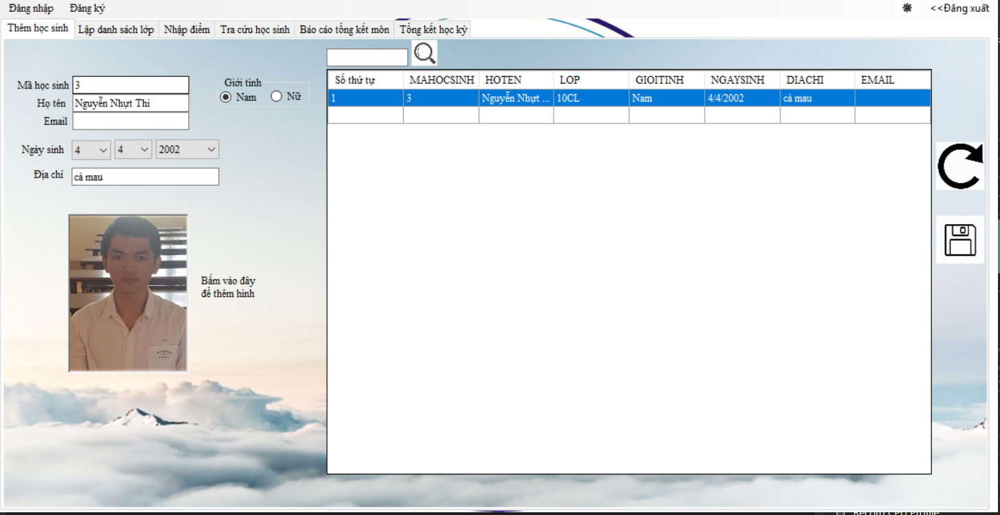 Đăng nhập Đăng ký <<Đăng xuất
Thêm học sinh Lập danh sách lớp Nhập điểm Tra cứu học sinh Báo cáo tổng kết môn Tổng kết học kỳ
Mã học sinh 3
Họ tên Nguyễn Nhựt Thi
Email
Giới tính
Nam Nữ
Ngày sinh 4 4 2002
Địa chỉ cà mau
Bấm vào đây
để thêm hình
Số thứ tự MAHOCSINH HOTEN LOP GIOITINH NGAYSINH DIACHI EMAIL
1 3 Nguyễn Nhựt ... 10CL Nam 4/4/2002 cà mau